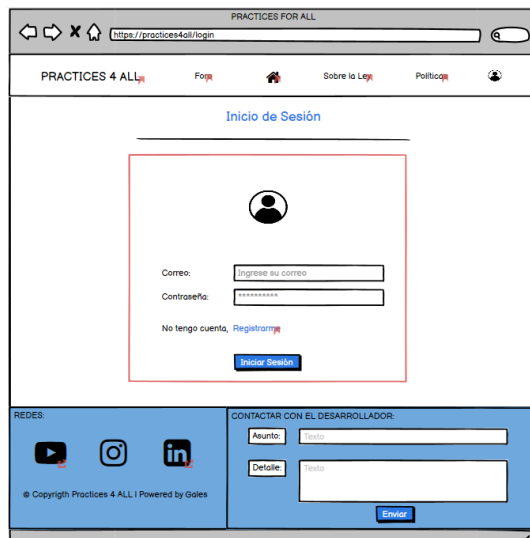 PRACTICES FOR ALL
https://practices4all/login
PRACTICES 4 ALL
Foro
Sobre la Ley
Políticas
Inicio de Sesión
Correo:
Ingrese su correo
Contraseña:
**********
No tengo cuenta, Registrarme
Iniciar Sesión
REDES:
© Copyrigth Practices 4 ALL | Powered by Gales
CONTACTAR CON EL DESARROLLADOR:
Asunto:
Texto
Detalle:
Texto
Enviar